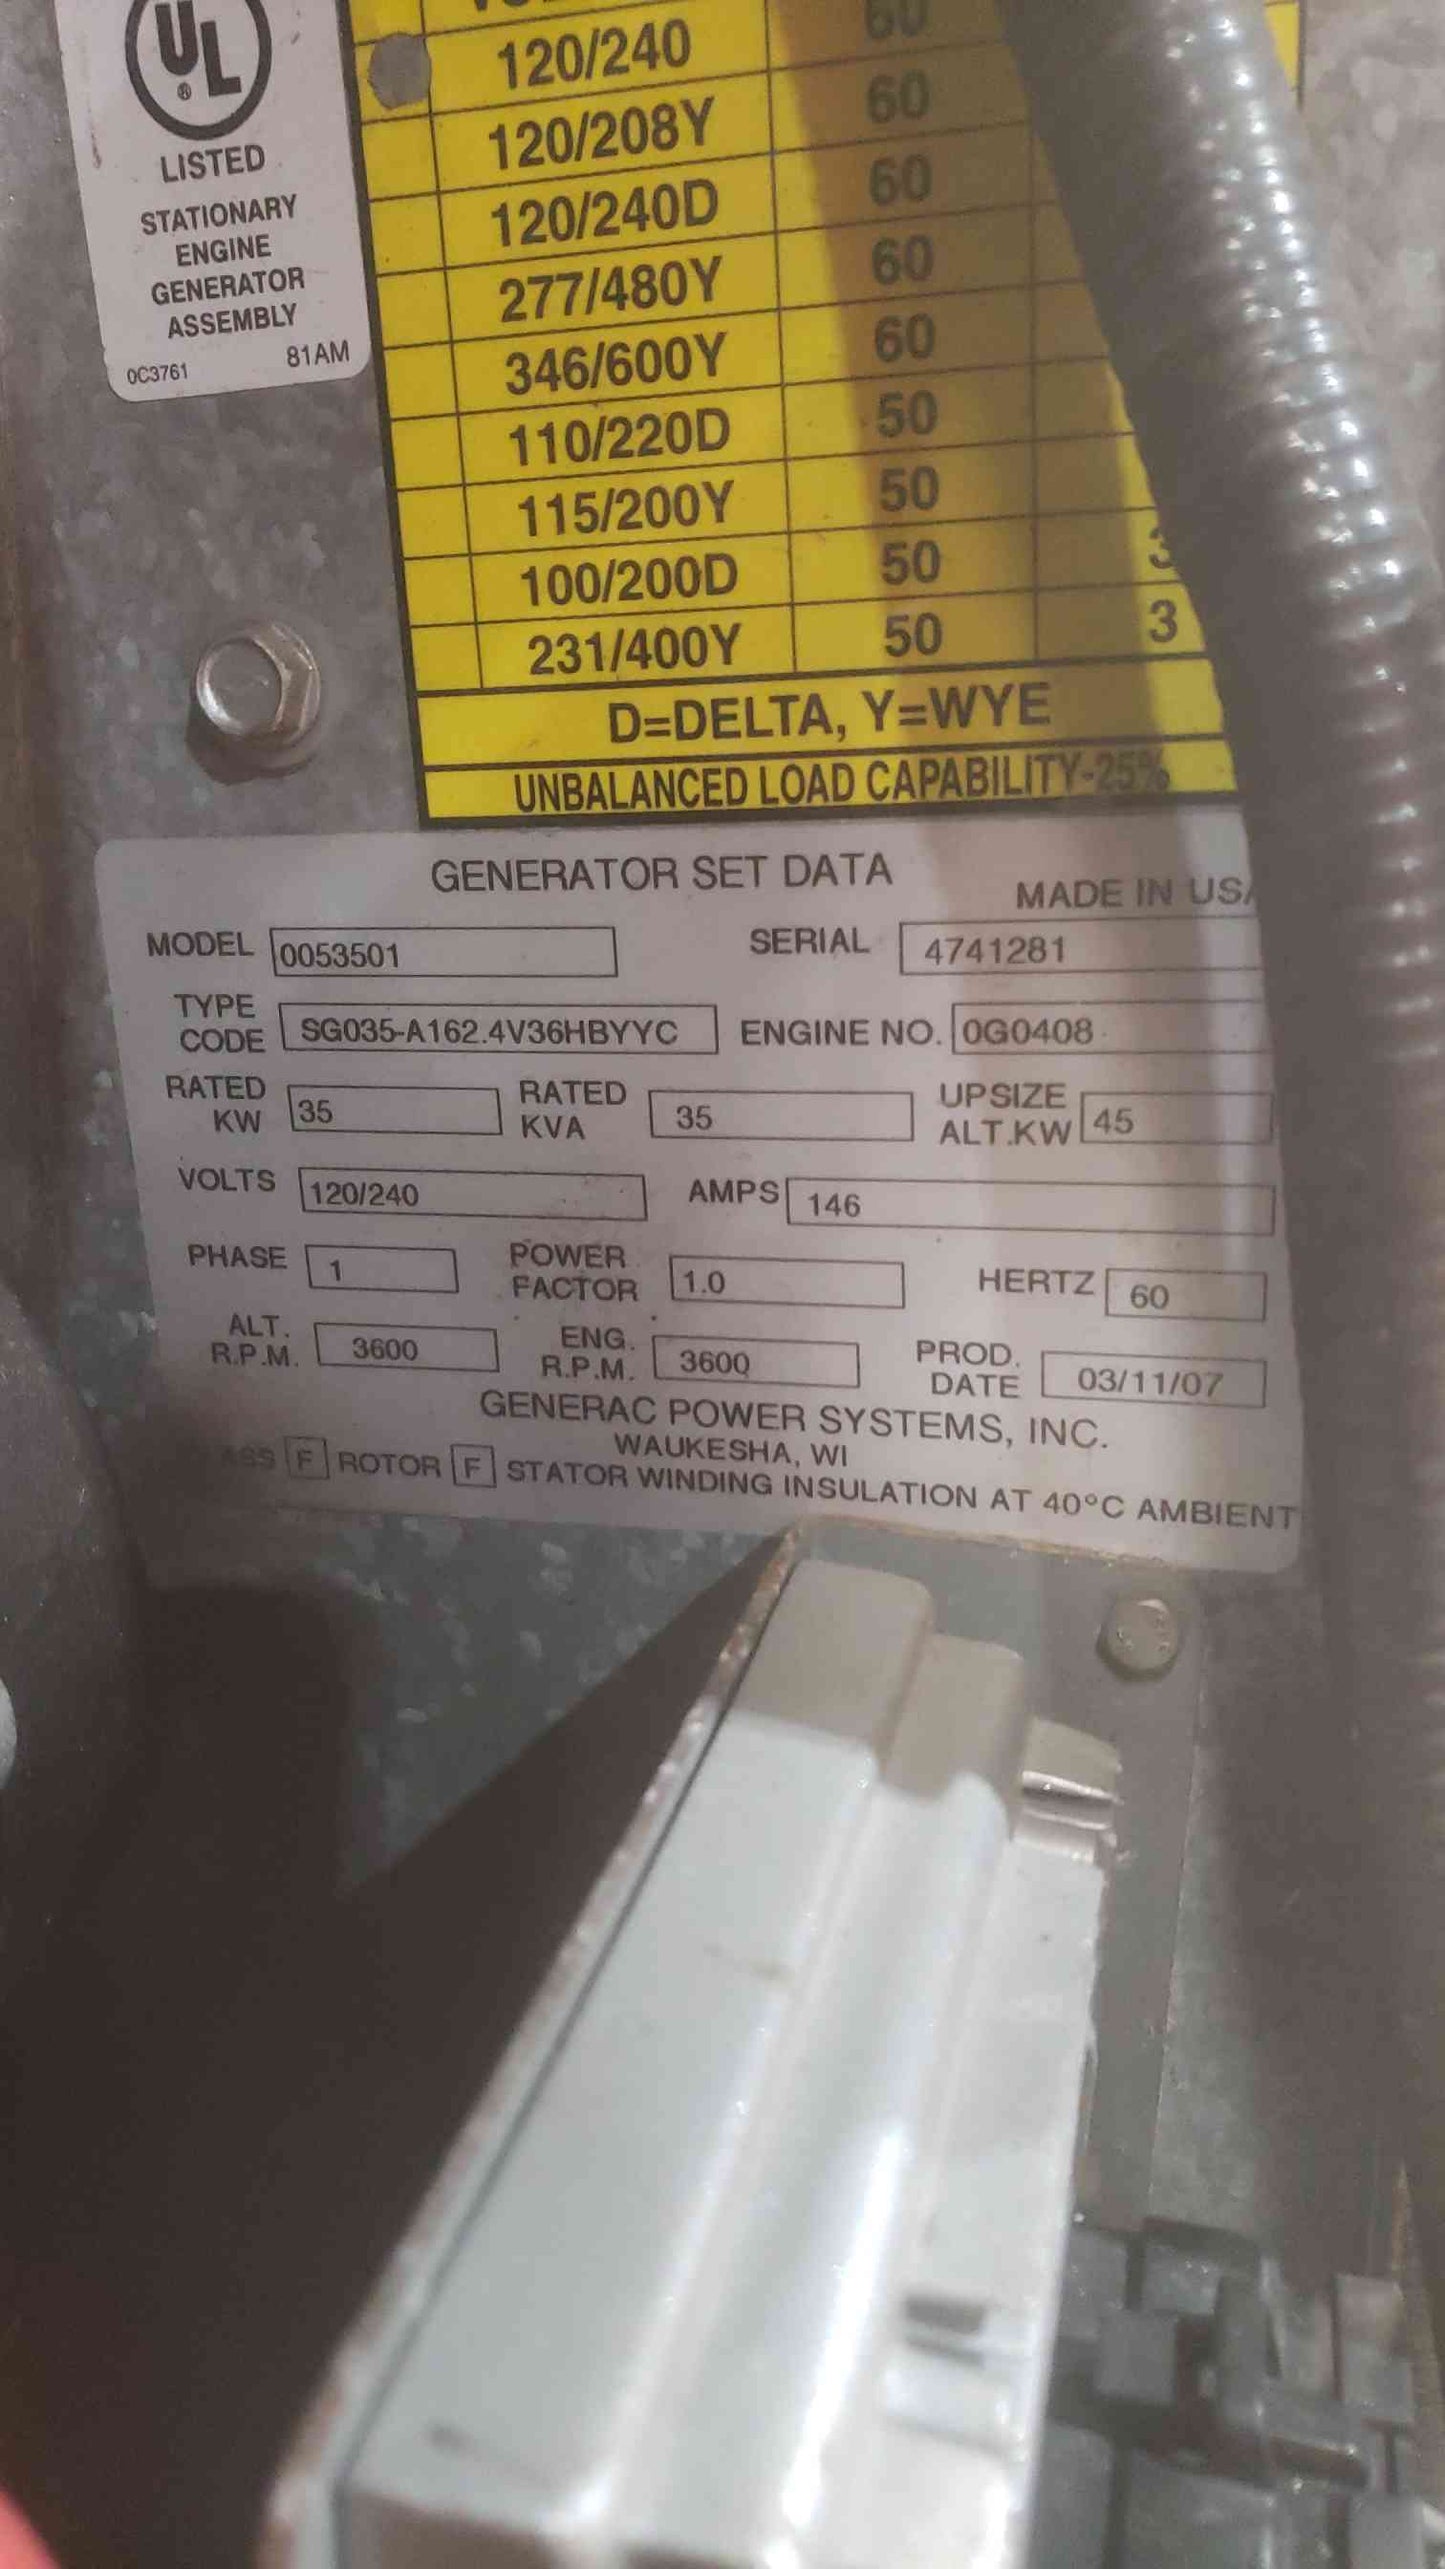 UL
®
LISTED
STATIONARY
ENGINE
GENERATOR
ASSEMBLY
0C3761 81AM
120/240 60
120/208Y 60
120/240D 60
277/480Y 60
346/600Y 60
110/220D 50
115/200Y 50
100/200D 50 3
231/400Y 50 3
D=DELTA, Y=WYE
UNBALANCED LOAD CAPABILITY-25%
GENERATOR SET DATA
MADE IN USA
MODEL 0053501 SERIAL 4741281
TYPE CODE SG035-A162.4V36HBYYC ENGINE NO. 0G0408
RATED KW 35 RATED KVA 35 UPSIZE ALT.KW 45
VOLTS 120/240 AMPS 146
PHASE 1 POWER FACTOR 1.0 HERTZ 60
ALT. R.P.M. 3600 ENG. R.P.M. 3600 PROD. DATE 03/11/07
GENERAC POWER SYSTEMS, INC.
WAUKESHA, WI
F ROTOR F STATOR WINDING INSULATION AT 40°C AMBIENT